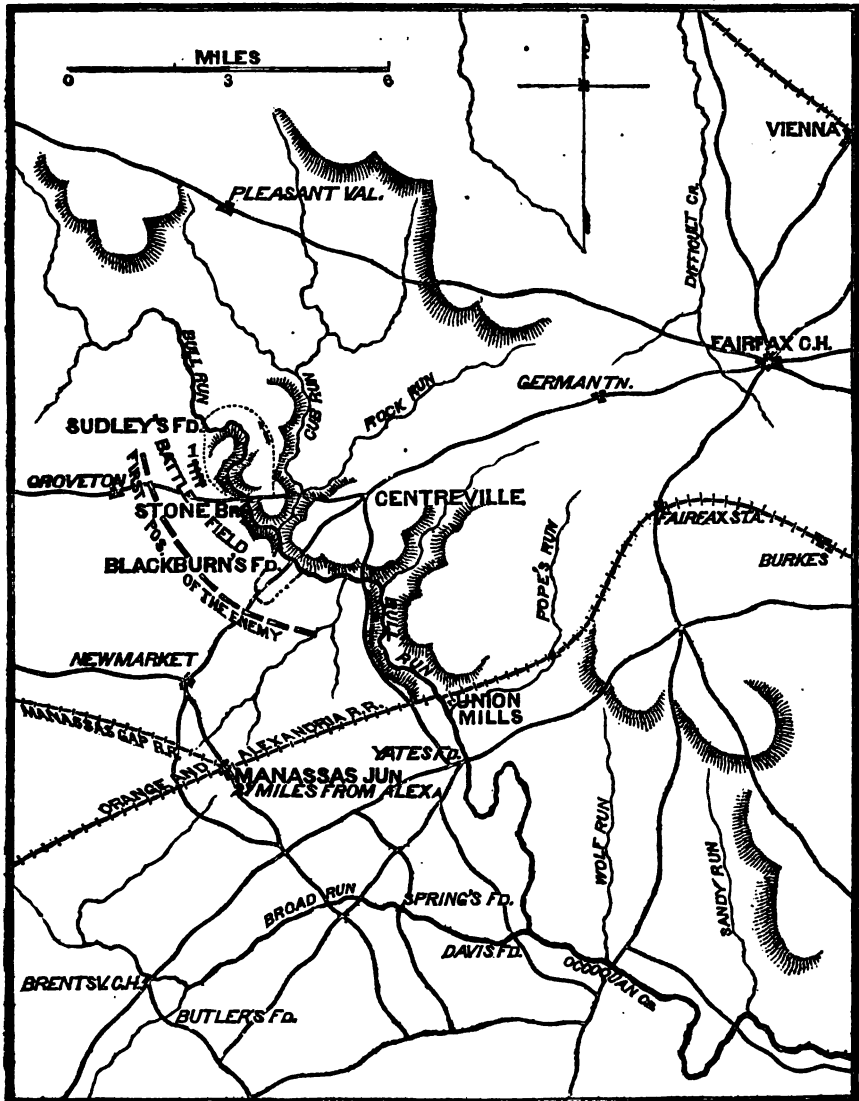 MILES
0 3 6
VIENNA
PLEASANT VAL.
DIFFICULT CR.
FAIRFAX C.H.
BULL RUN
CUB RUN
ROCK RUN
GERMANTN.
SUDLEY'S FD.
BATTLE FIELD
GROVETON
FIRST POS. OF THE ENEMY
STONE BR.
CENTREVILLE
FAIRFAX STA.
BURKES
BLACKBURN'S FD.
POPE'S RUN
BULL RUN
NEWMARKET
UNION
MILLS
MANASSAS GAP R.R.
ORANGE AND ALEXANDRIA R.R.
YATES FD.
MANASSAS JUN
27 MILES FROM ALEXA
WOLF RUN
SANDY RUN
BROAD RUN
SPRING'S FD.
DAVIS FD.
OCCOQUAN CR.
BRENTSV. C.H.
BUTLER'S FD.